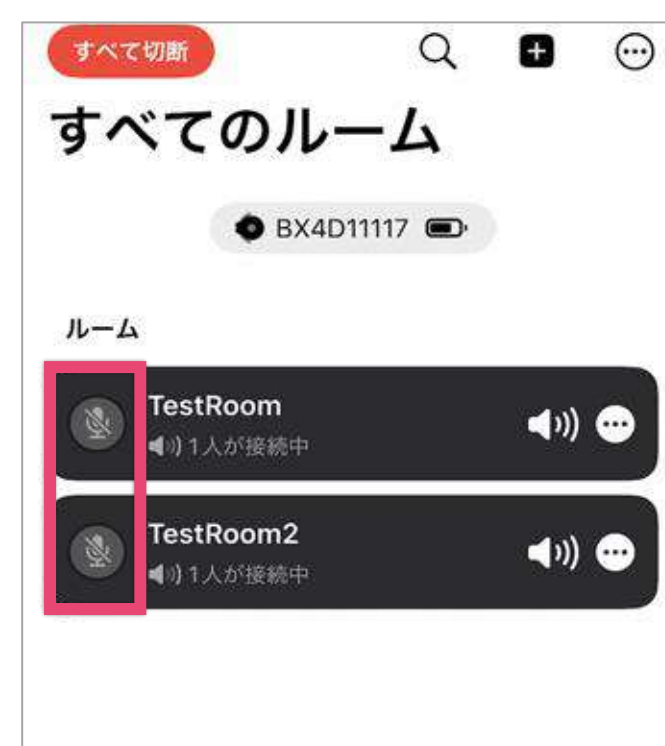 すべて切断
すべてのルーム
BX4D11117
ルーム
TestRoom
1人が接続中
TestRoom2
1人が接続中